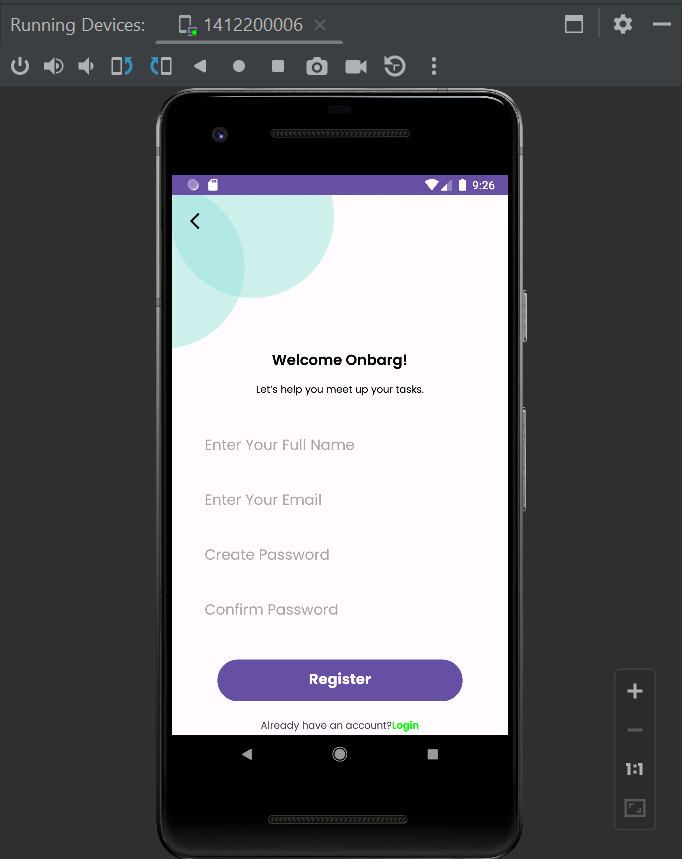 Running Devices: 1412200006
9:26
Welcome Onbarg!
Let's help you meet up your tasks.
Enter Your Full Name
Enter Your Email
Create Password
Confirm Password
Register
Already have an account?Login
1:1